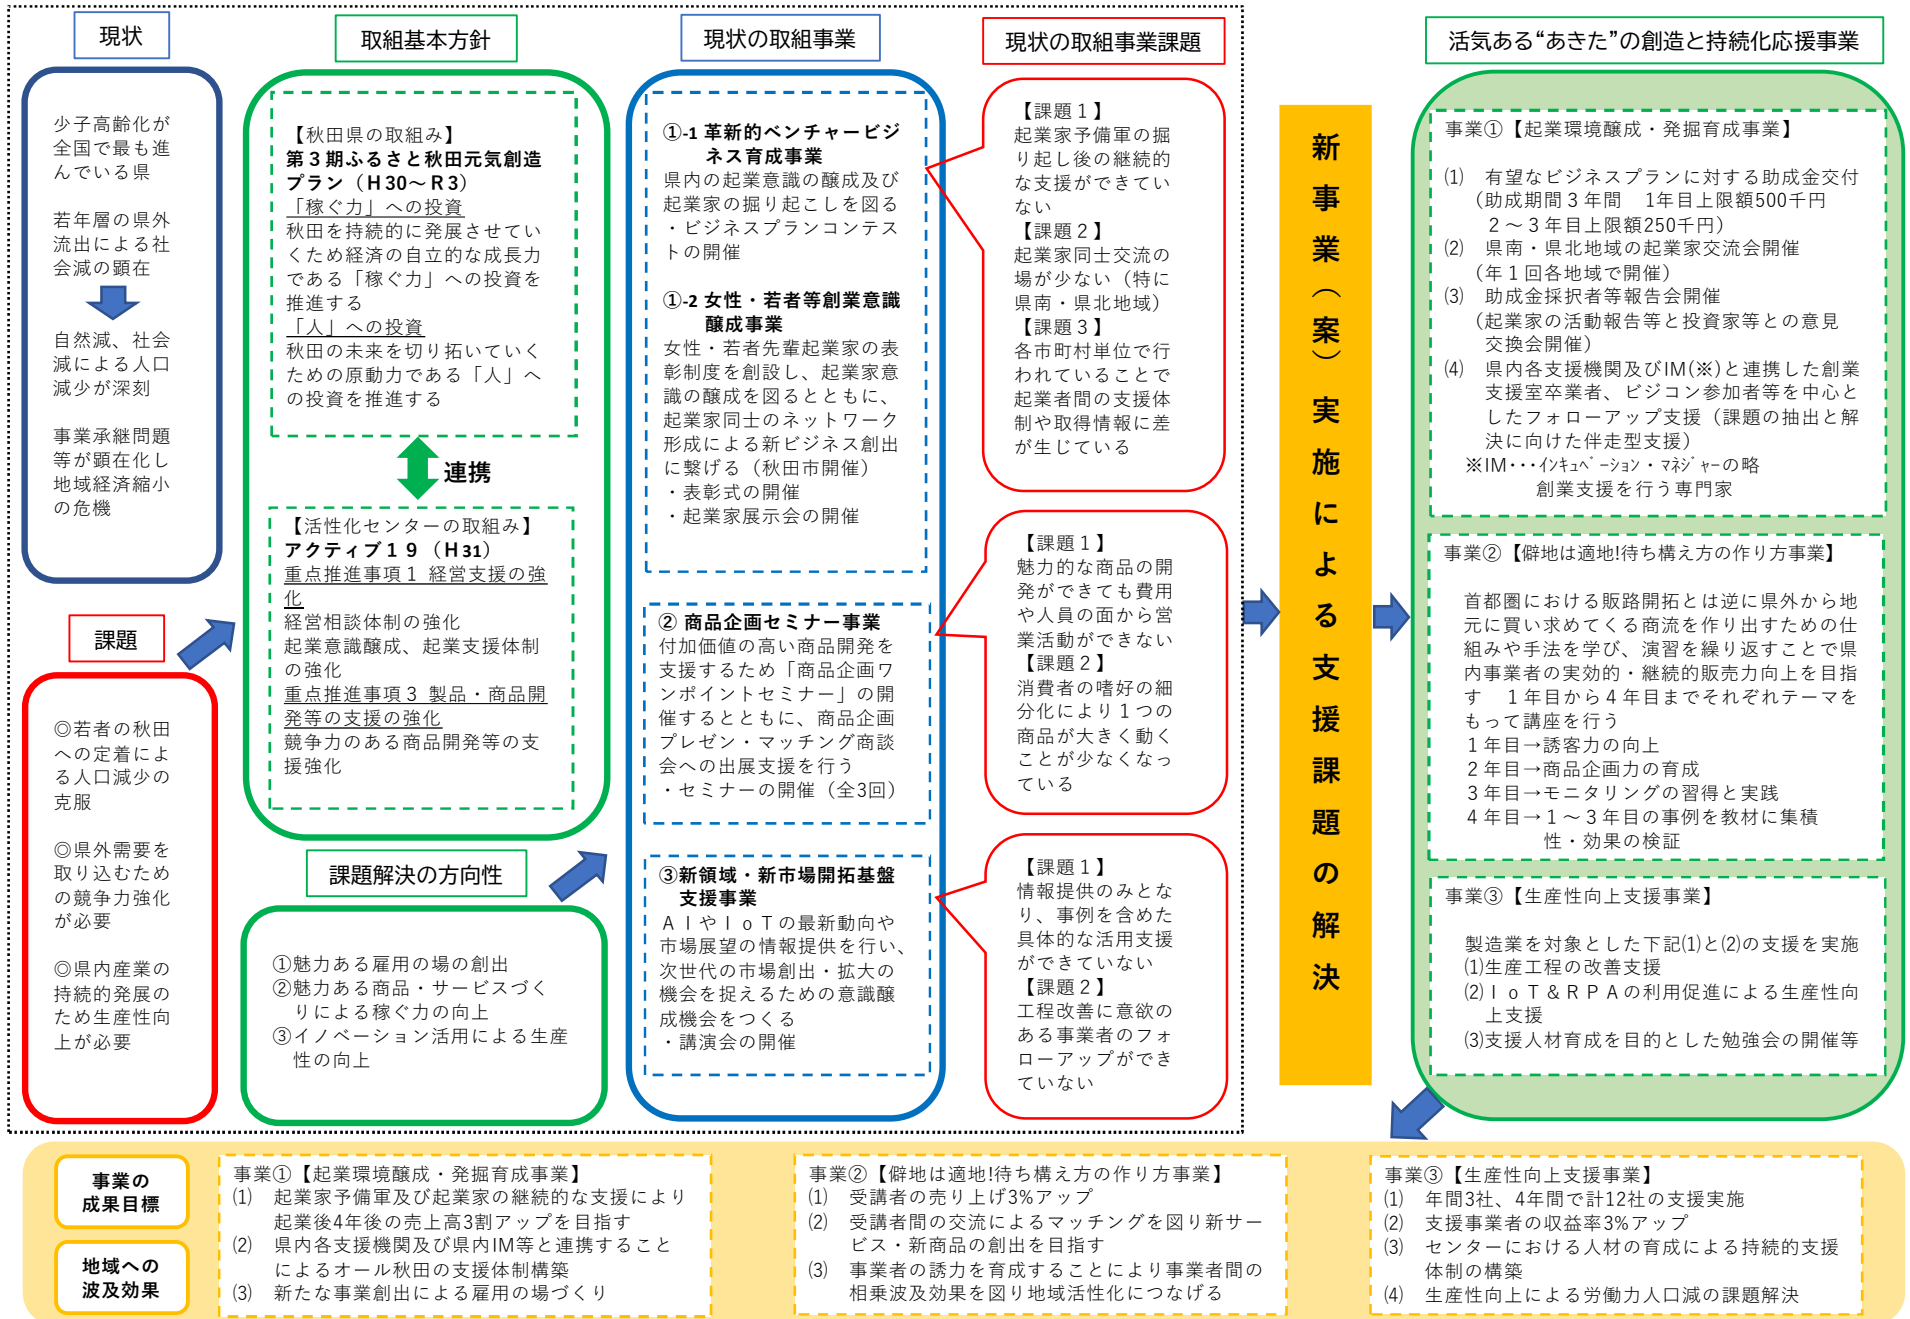 現状
少子高齢化が
全国で最も進
んでいる県
若年層の県外
流出による社
会減の顕在
自然減、社会
減による人口
減少が深刻
事業承継問題
等が顕在化し
地域経済縮小
の危機
課題
◎若者の秋田
への定着によ
る人口減少の
克服
◎県外需要を
取り込むため
の競争力強化
が必要
◎県内産業の
持続的発展の
ため生産性向
上が必要
取組基本方針
【秋田県の取組み】
第３期ふるさと秋田元気創造
プラン（Ｈ30～Ｒ3）
「稼ぐ力」への投資
秋田を持続的に発展させてい
くため経済の自立的な成長力
である「稼ぐ力」への投資を
推進する
「人」への投資
秋田の未来を切り拓いていく
ための原動力である「人」へ
の投資を推進する
連携
【活性化センターの取組み】
アクティブ１９（Ｈ31）
重点推進事項１ 経営支援の強
化
経営相談体制の強化
起業意識醸成、起業支援体制
の強化
重点推進事項３ 製品・商品開
発等の支援の強化
競争力のある商品開発等の支
援強化
課題解決の方向性
①魅力ある雇用の場の創出
②魅力ある商品・サービスづく
りによる稼ぐ力の向上
③イノベーション活用による生産
性の向上
現状の取組事業
①-1 革新的ベンチャービジ
ネス育成事業
県内の起業意識の醸成及び
起業家の掘り起こしを図る
・ビジネスプランコンテス
トの開催
①-2 女性・若者等創業意識
醸成事業
女性・若者先輩起業家の表
彰制度を創設し、起業家意
識の醸成を図るとともに、
起業家同士のネットワーク
形成による新ビジネス創出
に繋げる（秋田市開催）
・表彰式の開催
・起業家展示会の開催
② 商品企画セミナー事業
付加価値の高い商品開発を
支援するため「商品企画ワ
ンポイントセミナー」の開
催するとともに、商品企画
プレゼン・マッチング商談
会への出展支援を行う
・セミナーの開催（全3回）
③新領域・新市場開拓基盤
支援事業
ＡＩやＩｏＴの最新動向や
市場展望の情報提供を行い、
次世代の市場創出・拡大の
機会を捉えるための意識醸
成機会をつくる
・講演会の開催
現状の取組事業課題
【課題１】
起業家予備軍の掘
り起し後の継続的
な支援ができてい
ない
【課題２】
起業家同士交流の
場が少ない（特に
県南・県北地域）
【課題３】
各市町村単位で行
われていることで
起業者間の支援体
制や取得情報に差
が生じている
【課題１】
魅力的な商品の開
発ができても費用
や人員の面から営
業活動ができない
【課題２】
消費者の嗜好の細
分化により１つの
商品が大きく動く
ことが少なくなっ
ている
【課題１】
情報提供のみとな
り、事例を含めた
具体的な活用支援
ができていない
【課題２】
工程改善に意欲の
ある事業者のフォ
ローアップができ
ていない
新事業（案）実施による支援課題の解決
活気ある“あきた”の創造と持続化応援事業
事業①【起業環境醸成・発掘育成事業】
⑴ 有望なビジネスプランに対する助成金交付
（助成期間３年間　1年目上限額500千円
２～３年目上限額250千円）
⑵ 県南・県北地域の起業家交流会開催
（年１回各地域で開催）
⑶ 助成金採択者等報告会開催
（起業家の活動報告等と投資家等との意見
交換会開催）
⑷ 県内各支援機関及びIM(※)と連携した創業
支援室卒業者、ビジコン参加者等を中心と
したフォローアップ支援（課題の抽出と解
決に向けた伴走型支援）
※IM･･･ｲﾝｷｭﾍﾞｰｼｮﾝ・ﾏﾈｼﾞｬｰの略
創業支援を行う専門家
事業②【僻地は適地!待ち構え方の作り方事業】
首都圏における販路開拓とは逆に県外から地
元に買い求めてくる商流を作り出すための仕
組みや手法を学び、演習を繰り返すことで県
内事業者の実効的・継続的販売力向上を目指
す　１年目から４年目までそれぞれテーマを
もって講座を行う
１年目→誘客力の向上
２年目→商品企画力の育成
３年目→モニタリングの習得と実践
４年目→１～３年目の事例を教材に集積
性・効果の検証
事業③【生産性向上支援事業】
製造業を対象とした下記⑴と⑵の支援を実施
⑴生産工程の改善支援
⑵ＩｏＴ＆ＲＰＡの利用促進による生産性向
上支援
⑶支援人材育成を目的とした勉強会の開催等
事業の
成果目標
地域への
波及効果
事業①【起業環境醸成・発掘育成事業】
⑴ 起業家予備軍及び起業家の継続的な支援により
起業後4年後の売上高3割アップを目指す
⑵ 県内各支援機関及び県内IM等と連携すること
によるオール秋田の支援体制構築
⑶ 新たな事業創出による雇用の場づくり
事業②【僻地は適地!待ち構え方の作り方事業】
⑴ 受講者の売り上げ3%アップ
⑵ 受講者間の交流によるマッチングを図り新サー
ビス・新商品の創出を目指す
⑶ 事業者の誘力を育成することにより事業者間の
相乗波及効果を図り地域活性化につなげる
事業③【生産性向上支援事業】
⑴ 年間3社、4年間で計12社の支援実施
⑵ 支援事業者の収益率3%アップ
⑶ センターにおける人材の育成による持続的支援
体制の構築
⑷ 生産性向上による労働力人口減の課題解決